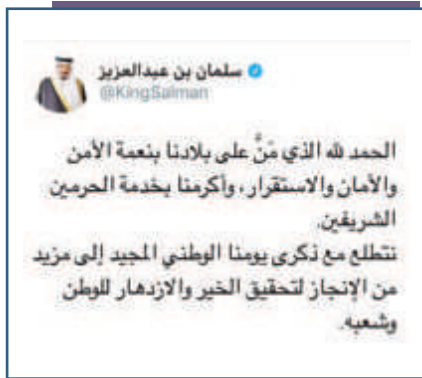 سلمان بن عبدالعزيز
@KingSalman
الحمد لله الذي مَنَّ على بلادنا بنعمة الأمن
والأمان والاستقرار، وأكرمنا بخدمة الحرمين
الشريفين.
نتطلع مع ذكرى يومنا الوطني المجيد إلى مزيد
من الإنجاز لتحقيق الخير والازدهار للوطن
وشعبه.